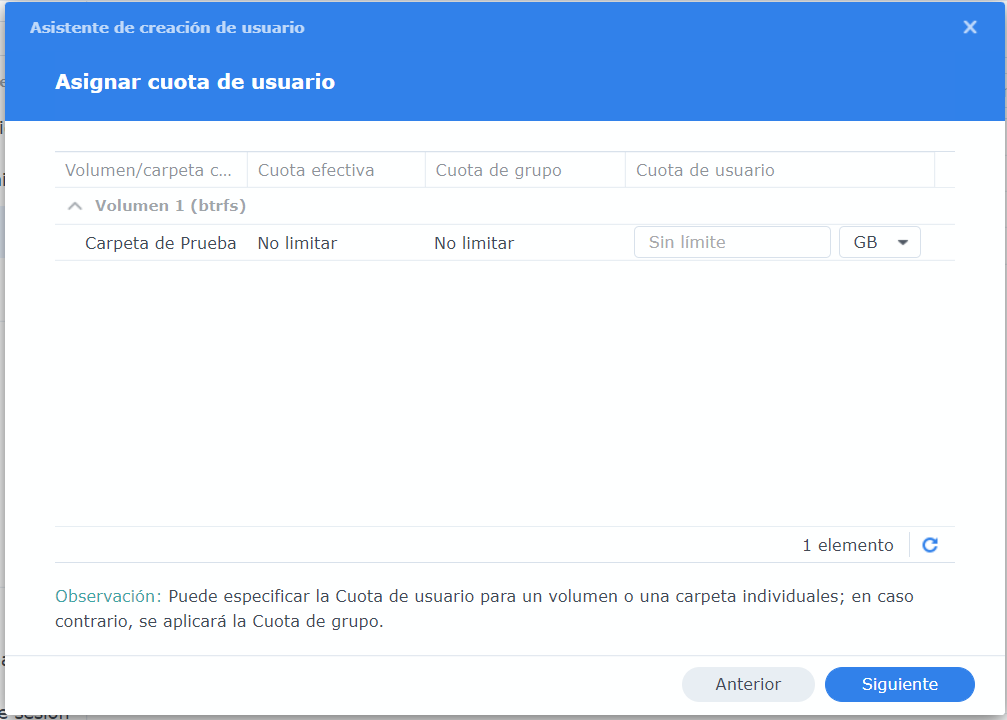 Asistente de creación de usuario
Asignar cuota de usuario
Volumen/carpeta c... Cuota efectiva Cuota de grupo Cuota de usuario
Volumen 1 (btrfs)
Carpeta de Prueba No limitar No limitar Sin límite GB
1 elemento
Observación: Puede especificar la Cuota de usuario para un volumen o una carpeta individuales; en caso
contrario, se aplicará la Cuota de grupo.
Anterior Siguiente